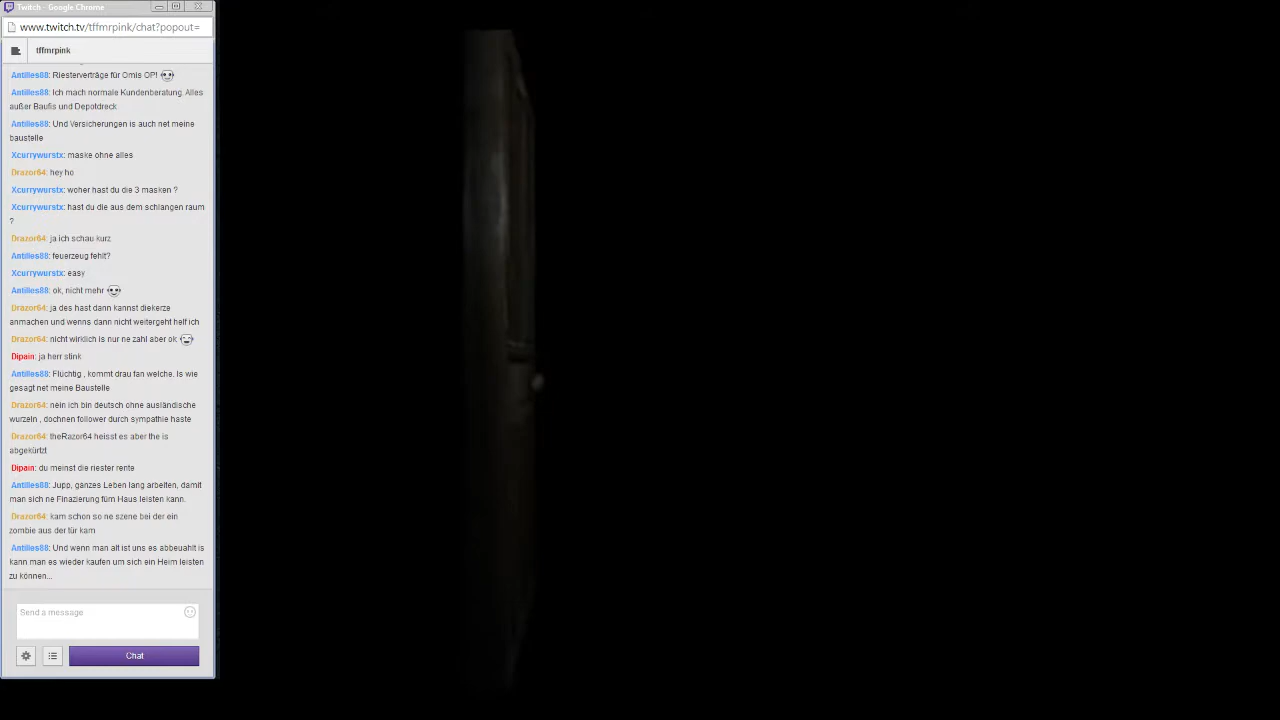 Twitch - Google Chrome
www.twitch.tv/tffmrpink/chat?popout=
tffmrpink
Antilles88: Riesterverträge für Omis OP!
Antilles88: Ich mach normale Kundenberatung. Alles
außer Baufis und Depotdreck
Antilles88: Und Versicherungen is auch net meine
baustelle
Xcurrywurstx: maske ohne alles
Drazor64: hey ho
Xcurrywurstx: woher hast du die 3 masken ?
Xcurrywurstx: hast du die aus dem schlangen raum
?
Drazor64: ja ich schau kurz
Antilles88: feuerzeug fehlt?
Xcurrywurstx: easy
Antilles88: ok, nicht mehr
Drazor64: ja des hast dann kannst diekerze
anmachen und wenns dann nicht weitergeht helf ich
Drazor64: nicht wirklich is nur ne zahl aber ok
Dipain: ja herr stink
Antilles88: Flüchtig , kommt drau fan welche. Is wie
gesagt net meine Baustelle
Drazor64: nein ich bin deutsch ohne ausländische
wurzeln , dochnen follower durch sympathie haste
Drazor64: theRazor64 heisst es aber the is
abgekürtzt
Dipain: du meinst die riester rente
Antilles88: Jupp, ganzes Leben lang arbeiten, damit
man sich ne Finazierung fürn Haus leisten kann.
Drazor64: kam schon so ne szene bei der ein
zombie aus der tür kam
Antilles88: Und wenn man alt ist uns es abbeuahlt is
kann man es wieder kaufen um sich ein Heim leisten
zu können...
Send a message
Chat